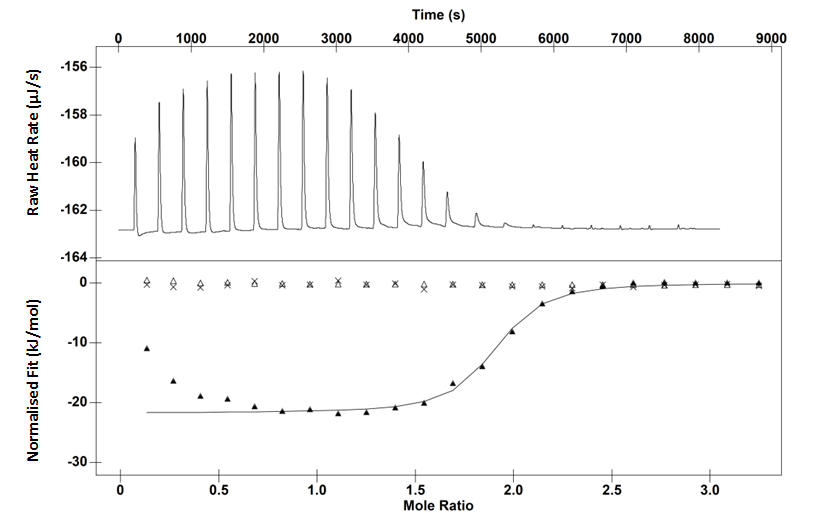 Time (s)
0 1000 2000 3000 4000 5000 6000 7000 8000 9000
Raw Heat Rate (µJ/s)
-156
-158
-160
-162
-164
Normalised Fit (kJ/mol)
0
-10
-20
-30
0 0.5 1.0 1.5 2.0 2.5 3.0
Mole Ratio